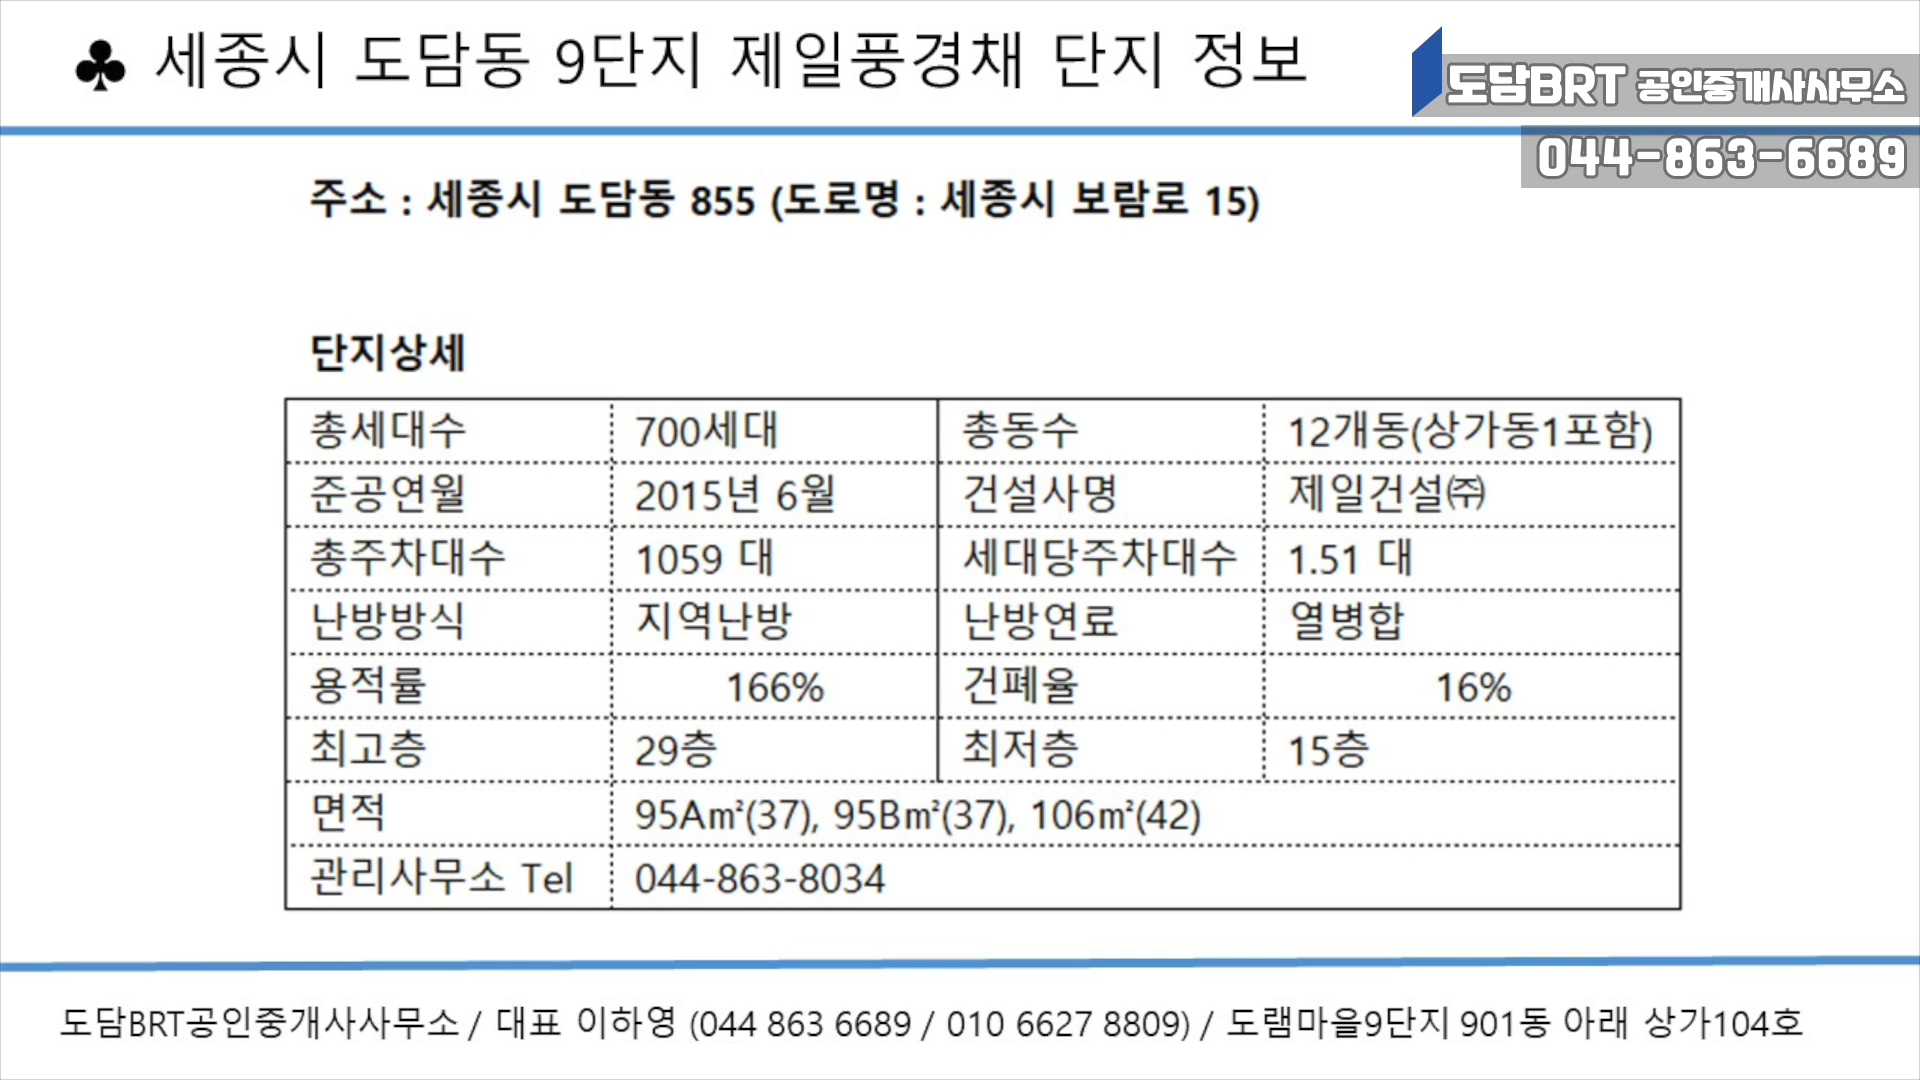 ♣ 세종시 도담동 9단지 제일풍경채 단지 정보
도담BRT 공인중개사사무소
044-863-6689
주소 : 세종시 도담동 855 (도로명 : 세종시 보람로 15)
단지상세
총세대수 700세대 총동수 12개동(상가동1포함)
준공연월 2015년 6월 건설사명 제일건설㈜
총주차대수 1059 대 세대당주차대수 1.51 대
난방방식 지역난방 난방연료 열병합
용적률 166% 건폐율 16%
최고층 29층 최저층 15층
면적 95A㎡(37), 95B㎡(37), 106㎡(42)
관리사무소 Tel 044-863-8034
도담BRT공인중개사사무소 / 대표 이하영 (044 863 6689 / 010 6627 8809) / 도램마을9단지 901동 아래 상가104호